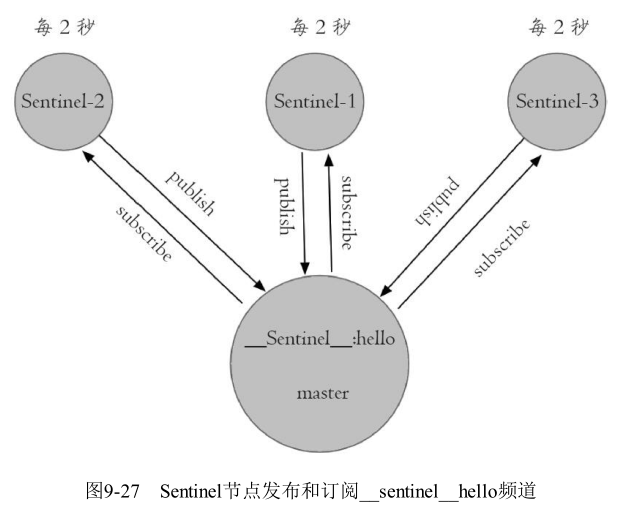 每 2 秒
每 2 秒
每 2 秒
Sentinel-2
Sentinel-1
Sentinel-3
publish
subscribe
publish
subscribe
publish
subscribe
__Sentinel__:hello
master
图9-27 Sentinel节点发布和订阅__sentinel__hello频道